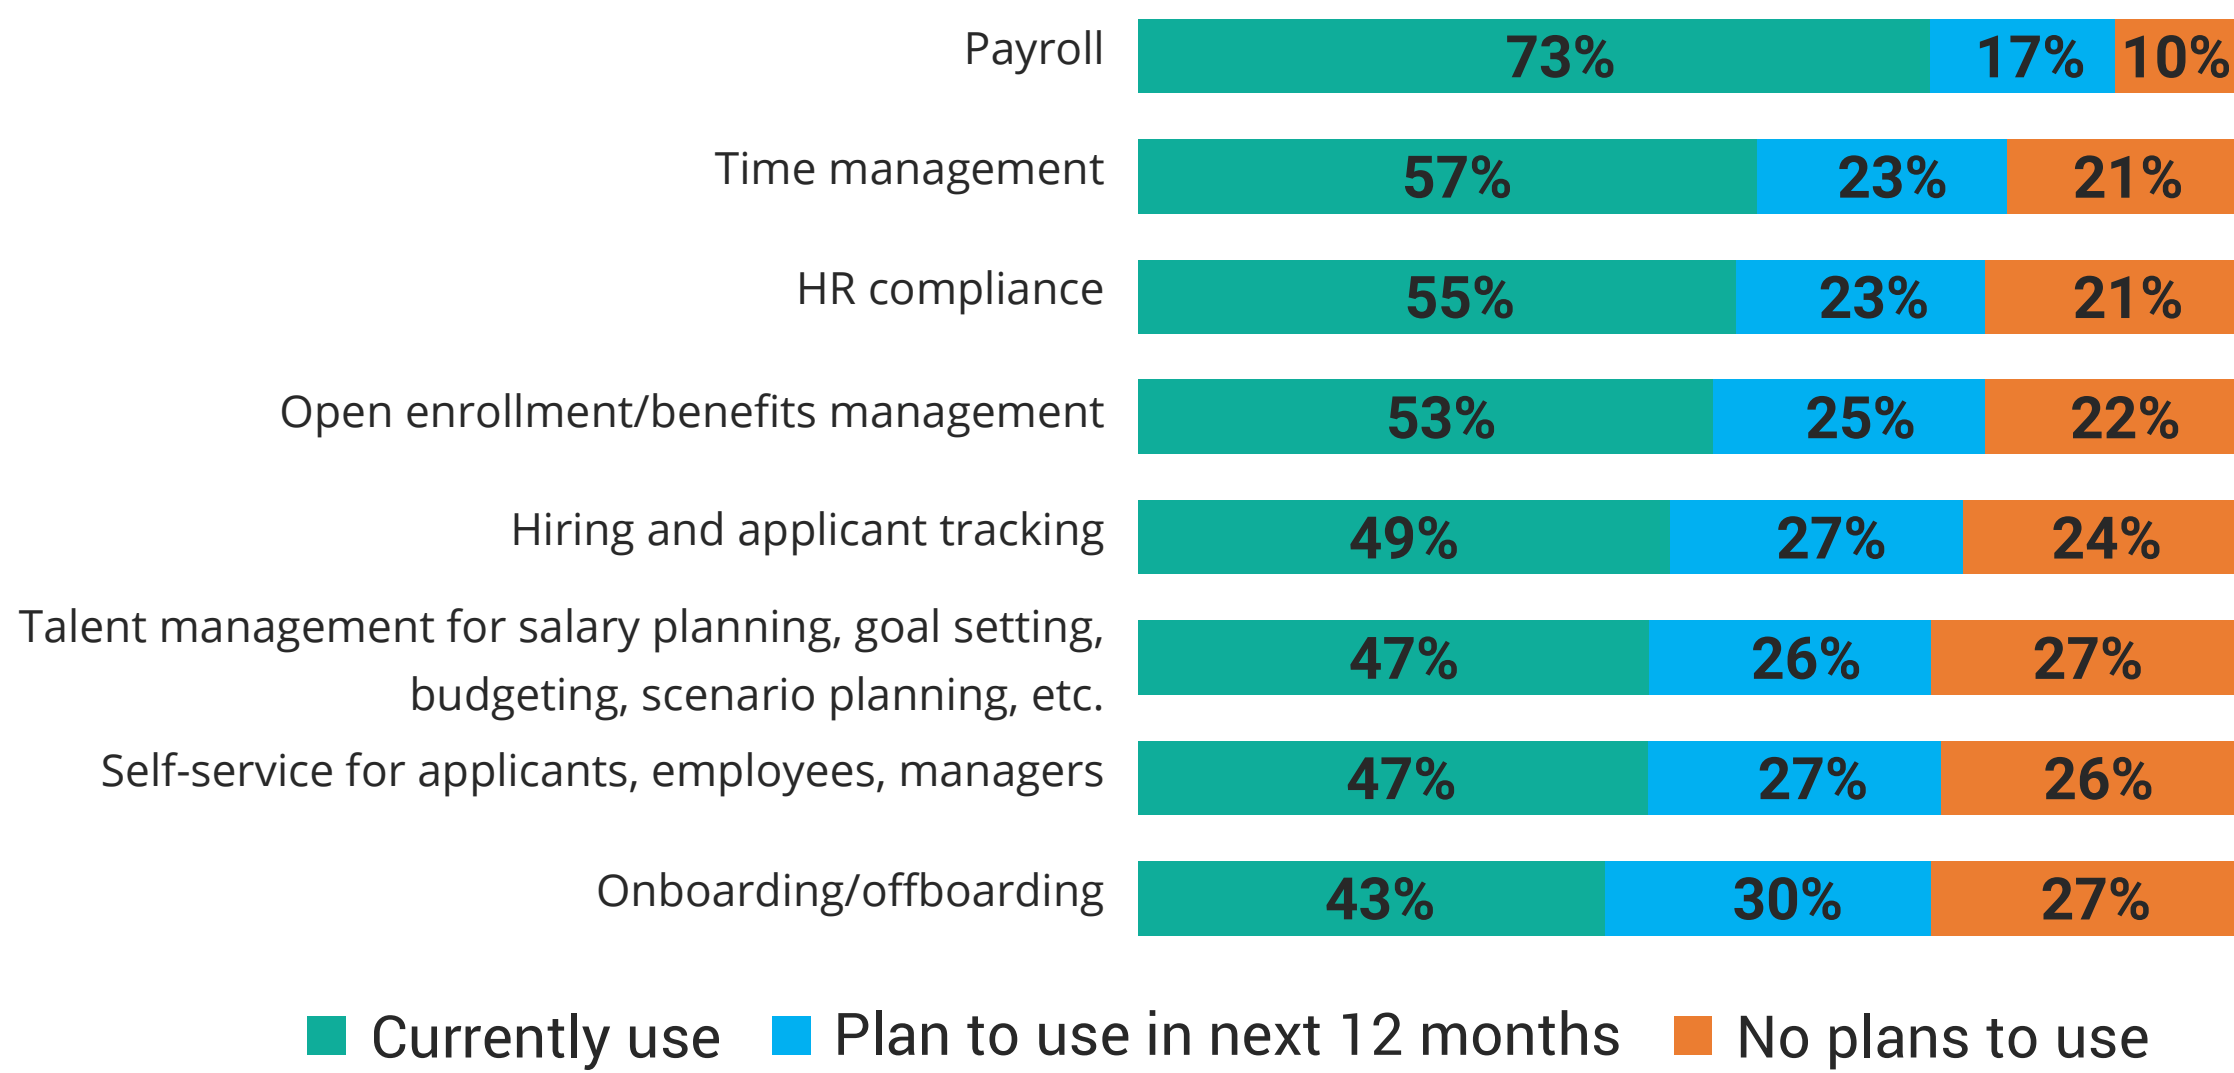 Payroll 73% 17% 10%
Time management 57% 23% 21%
HR compliance 55% 23% 21%
Open enrollment/benefits management 53% 25% 22%
Hiring and applicant tracking 49% 27% 24%
Talent management for salary planning, goal setting,
budgeting, scenario planning, etc. 47% 26% 27%
Self-service for applicants, employees, managers 47% 27% 26%
Onboarding/offboarding 43% 30% 27%
Currently use Plan to use in next 12 months No plans to use